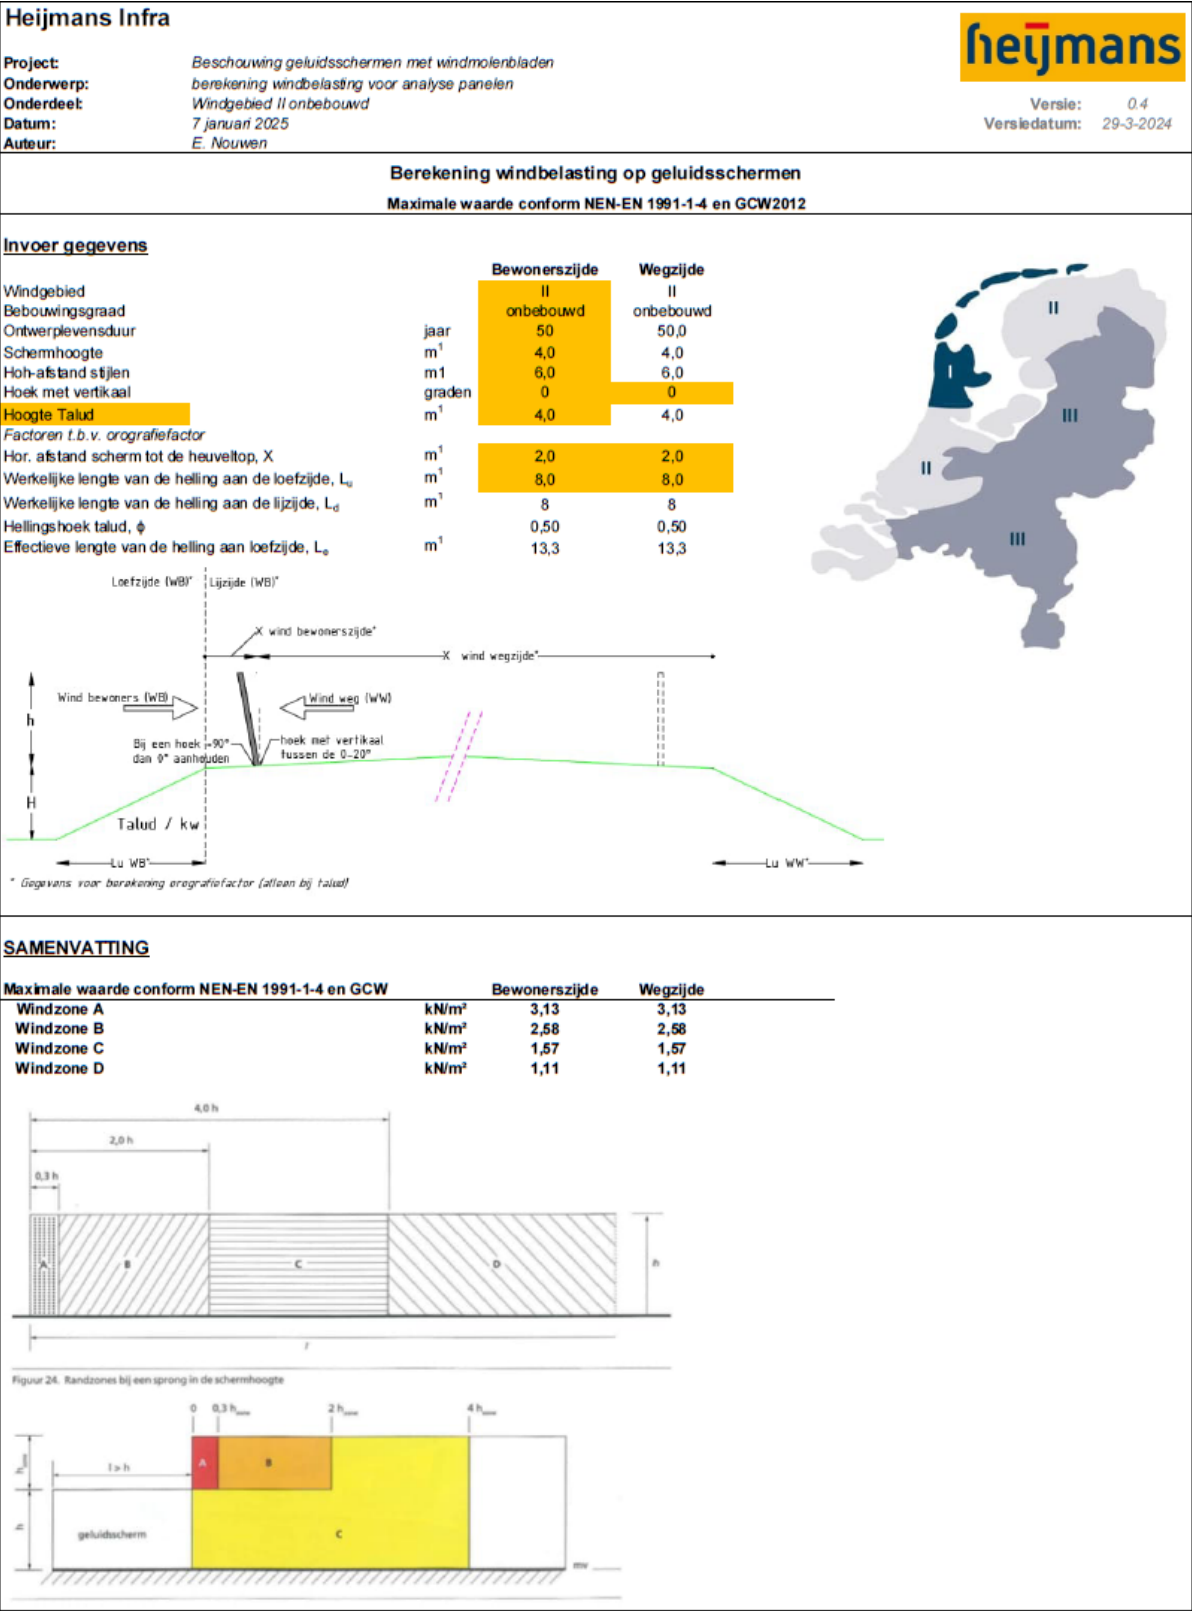 Heijmans Infra
heijmans
Project: Beschouwing geluidsschermen met windmolenbladen
Onderwerp: berekening windbelasting voor analyse panelen
Onderdeel: Windgebied II onbebouwd
Datum: 7 januari 2025
Auteur: E. Nouwen
Versie: 0.4
Versiedatum: 29-3-2024
Berekening windbelasting op geluidsschermen
Maximale waarde conform NEN-EN 1991-1-4 en GCW2012
Invoer gegevens
Bewonerszijde Wegzijde
Windgebied II II
Bebouwingsgraad onbebouwd onbebouwd
Ontwerplevensduur jaar 50 50,0
Schermhoogte m¹ 4,0 4,0
Hoh-afstand stijlen m1 6,0 6,0
Hoek met vertikaal graden 0 0
Hoogte Talud m¹ 4,0 4,0
Factoren t.b.v. orografiefactor
Hor. afstand scherm tot de heuveltop, X m¹ 2,0 2,0
Werkelijke lengte van de helling aan de loefzijde, Lu m¹ 8,0 8,0
Werkelijke lengte van de helling aan de lijzijde, Ld m¹ 8 8
Hellingshoek talud, ϕ 0,50 0,50
Effectieve lengte van de helling aan loefzijde, Le m¹ 13,3 13,3
II
I
III
II
III
Loefzijde (WB)* Lijzijde (WB)*
X wind bewonerszijde*
X wind wegzijde*
Wind bewoners (WB)
Wind weg (WW)
h
Bij een hoek >90°
dan 0° aanhouden
hoek met vertikaal
tussen de 0-20°
H
Talud / kw
Lu WB*
Lu WW*
* Gegevens voor berekening orografiefactor (alleen bij talud)
SAMENVATTING
Maximale waarde conform NEN-EN 1991-1-4 en GCW Bewonerszijde Wegzijde
Windzone A kN/m² 3,13 3,13
Windzone B kN/m² 2,58 2,58
Windzone C kN/m² 1,57 1,57
Windzone D kN/m² 1,11 1,11
4,0 h
2,0 h
0,3 h
A B C D h
Figuur 24. Randzones bij een sprong in de schermhoogte
0 0,3 h 2 h 4 h
A B
h
l > h
h
geluidsscherm
C
mv